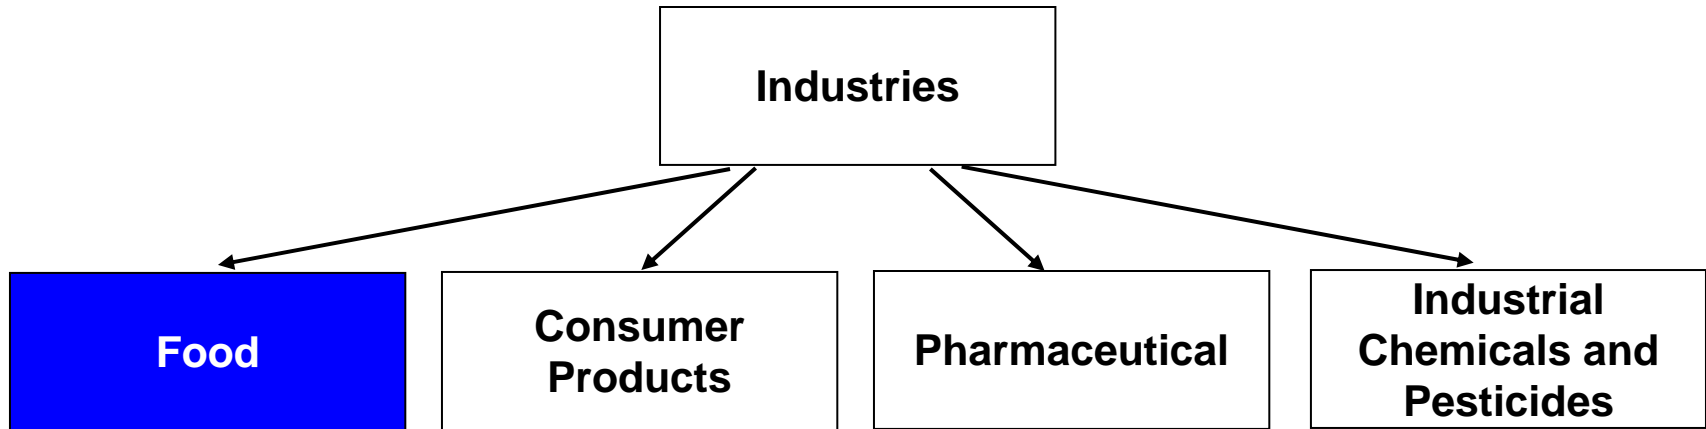 Industries
Food
Consumer
Products
Pharmaceutical
Industrial
Chemicals and
Pesticides